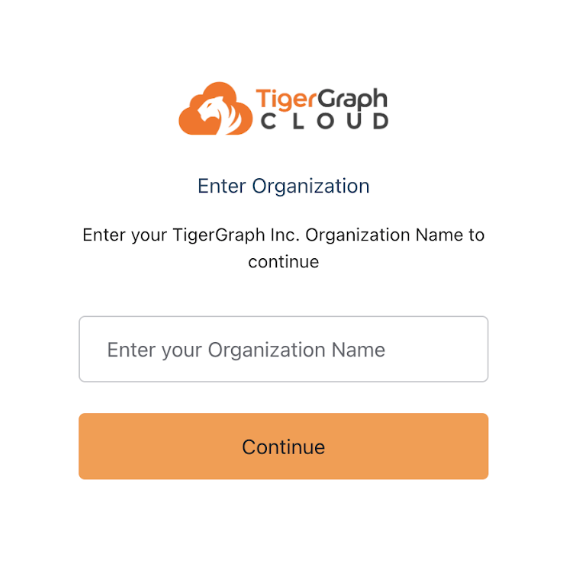 TigerGraph
CLOUD
Enter Organization
Enter your TigerGraph Inc. Organization Name to
continue
Enter your Organization Name
Continue